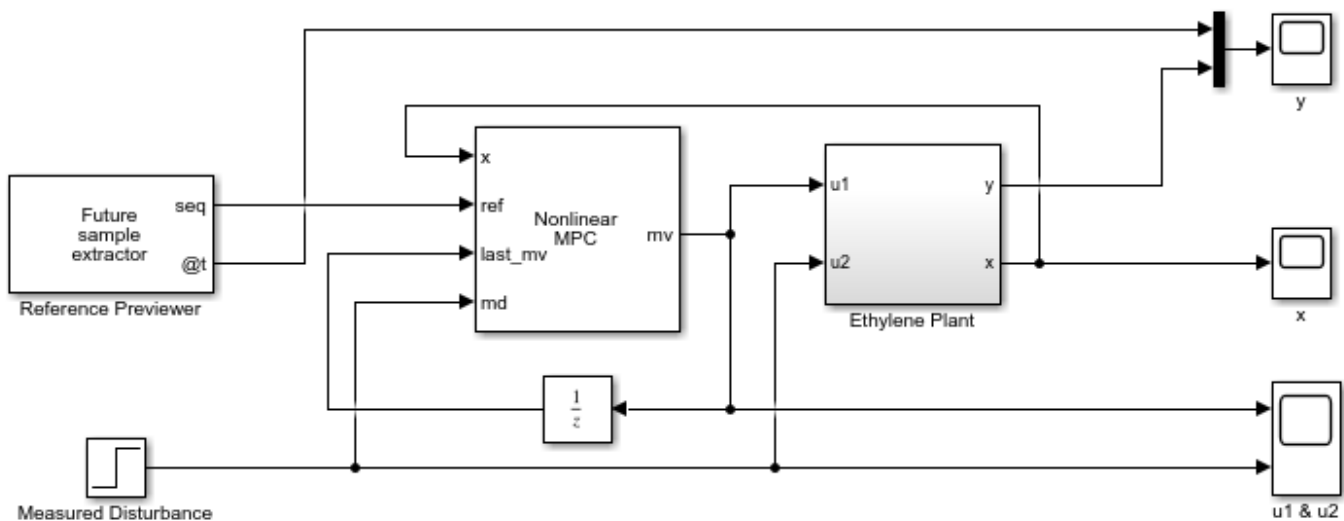 y
Future
sample
extractor
seq
@t
Reference Previewer
x
ref
last_mv
md
Nonlinear
MPC
mv
u1
u2
y
x
Ethylene Plant
x
1
z
Measured Disturbance
u1 & u2